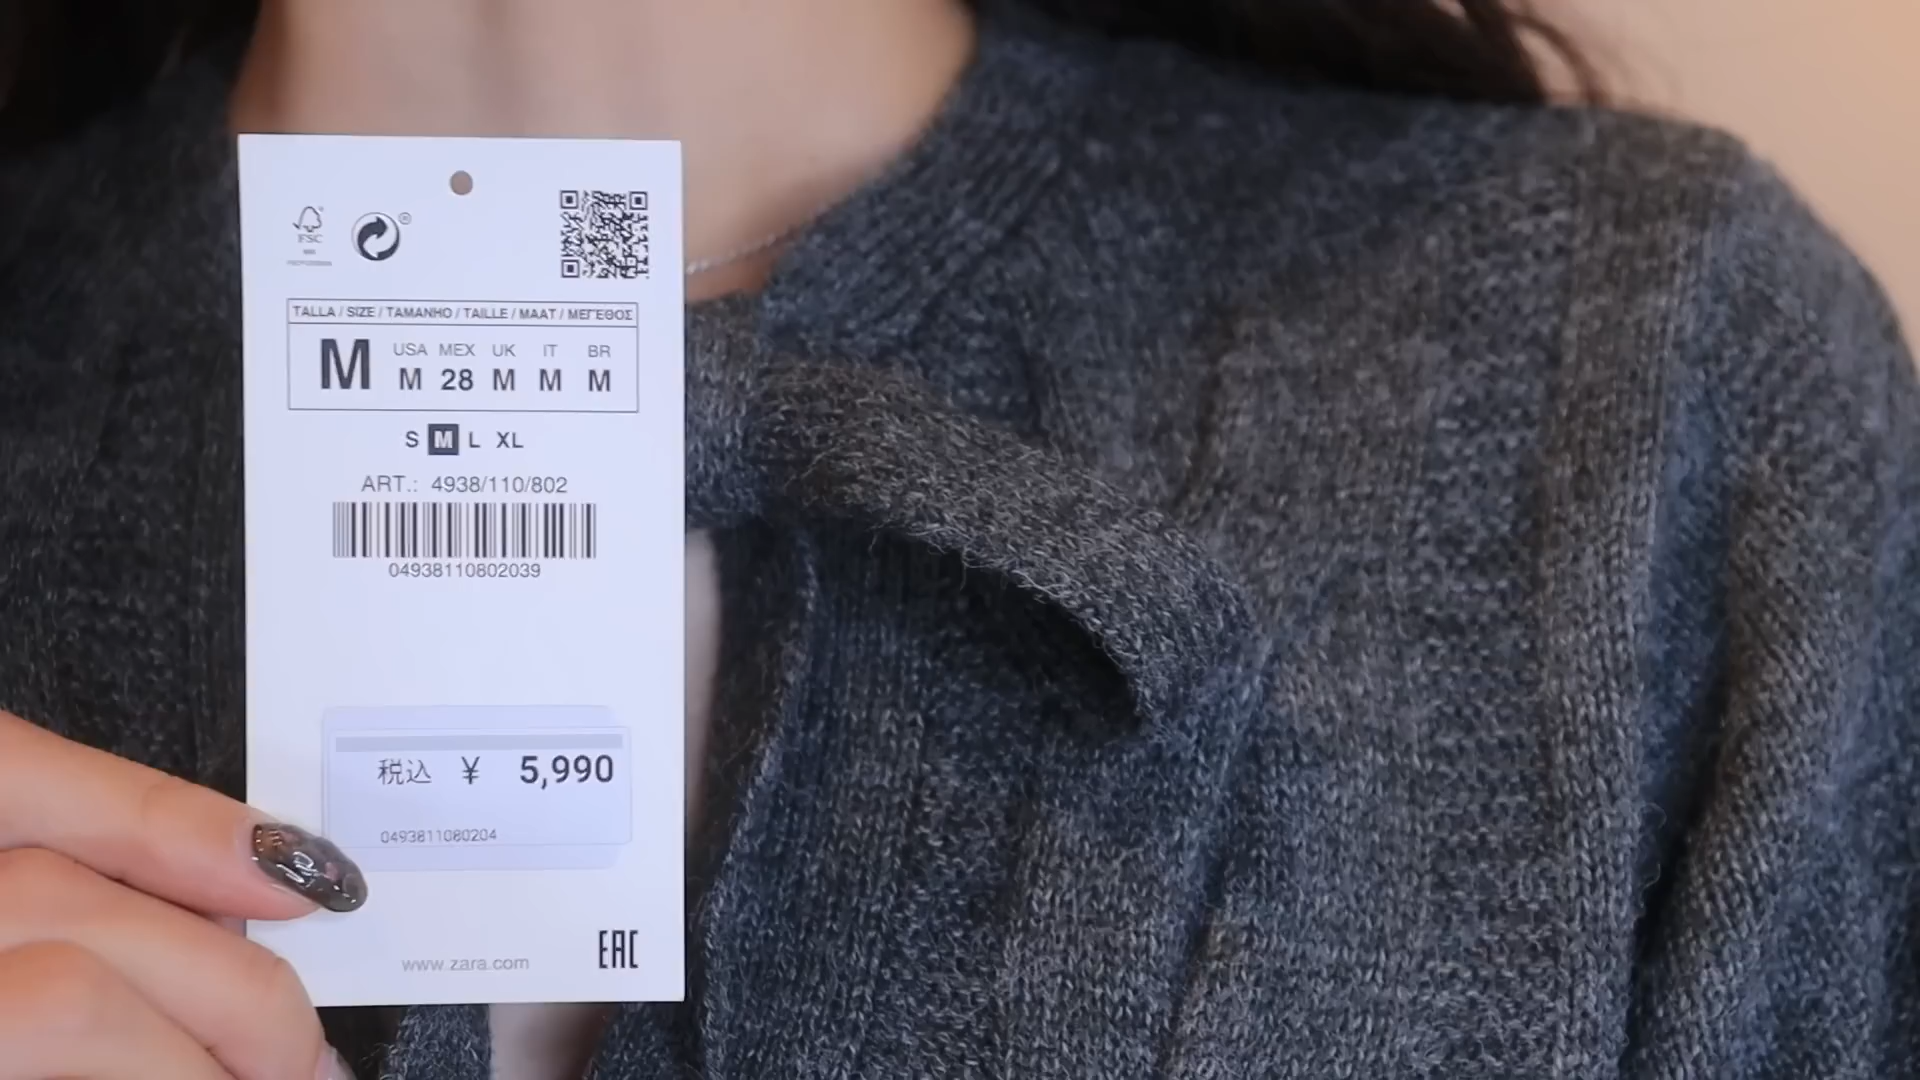 FSC
TALLA / SIZE / TAMANHO / TAILLE / MAAT / ΜΕΓΕΘΟΣ
M
USA MEX UK IT BR
M 28 M M M
S M L XL
ART.: 4938/110/802
04938110802039
税込 ¥ 5,990
0493811080204
www.zara.com
EAC